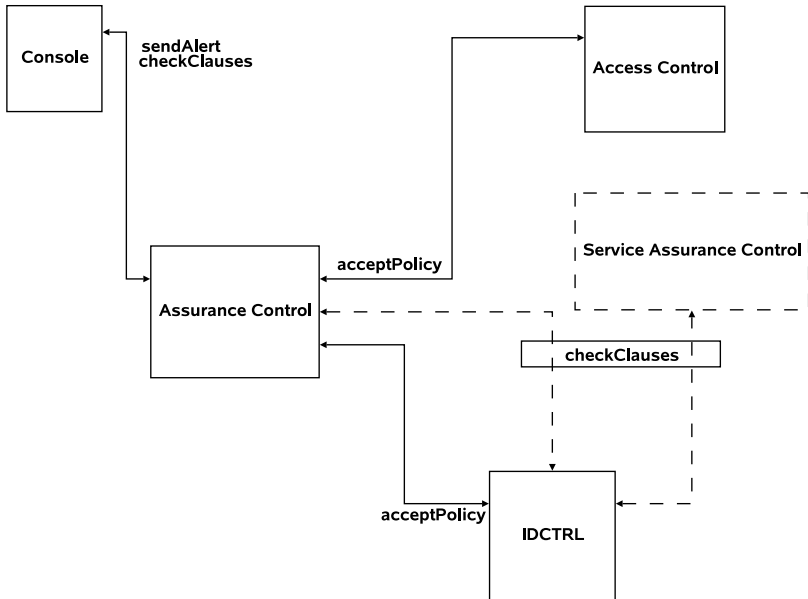 Console
sendAlert
checkClauses
Access Control
Service Assurance Control
acceptPolicy
Assurance Control
checkClauses
acceptPolicy
IDCTRL